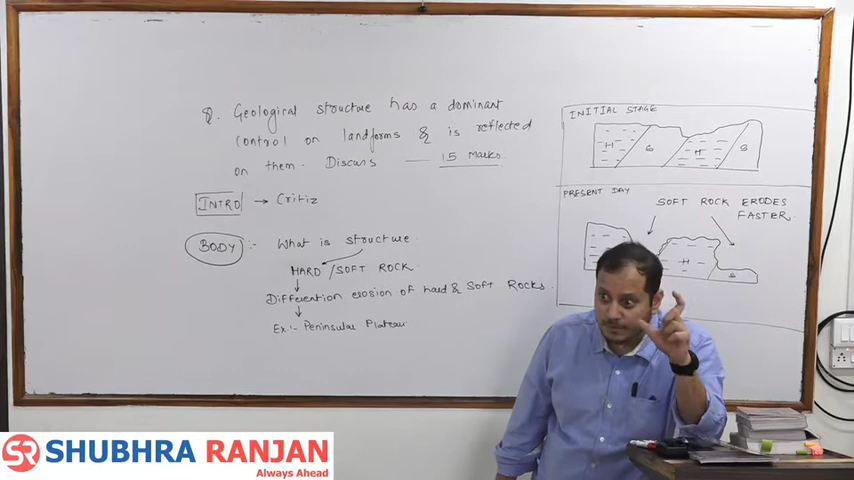 Q. Geological structure has a dominant
control on landforms & is reflected
on them. Discuss — 15 Marks.
INTRO → Critiz
BODY :- What is structure.
HARD / SOFT ROCK
Differention erosion of hard & Soft Rocks.
Ex:- Peninsular Plateau
INITIAL STAGE
H S H S
PRESENT DAY
SOFT ROCK ERODES
FASTER.
H S
SR SHUBHRA RANJAN
Always Ahead